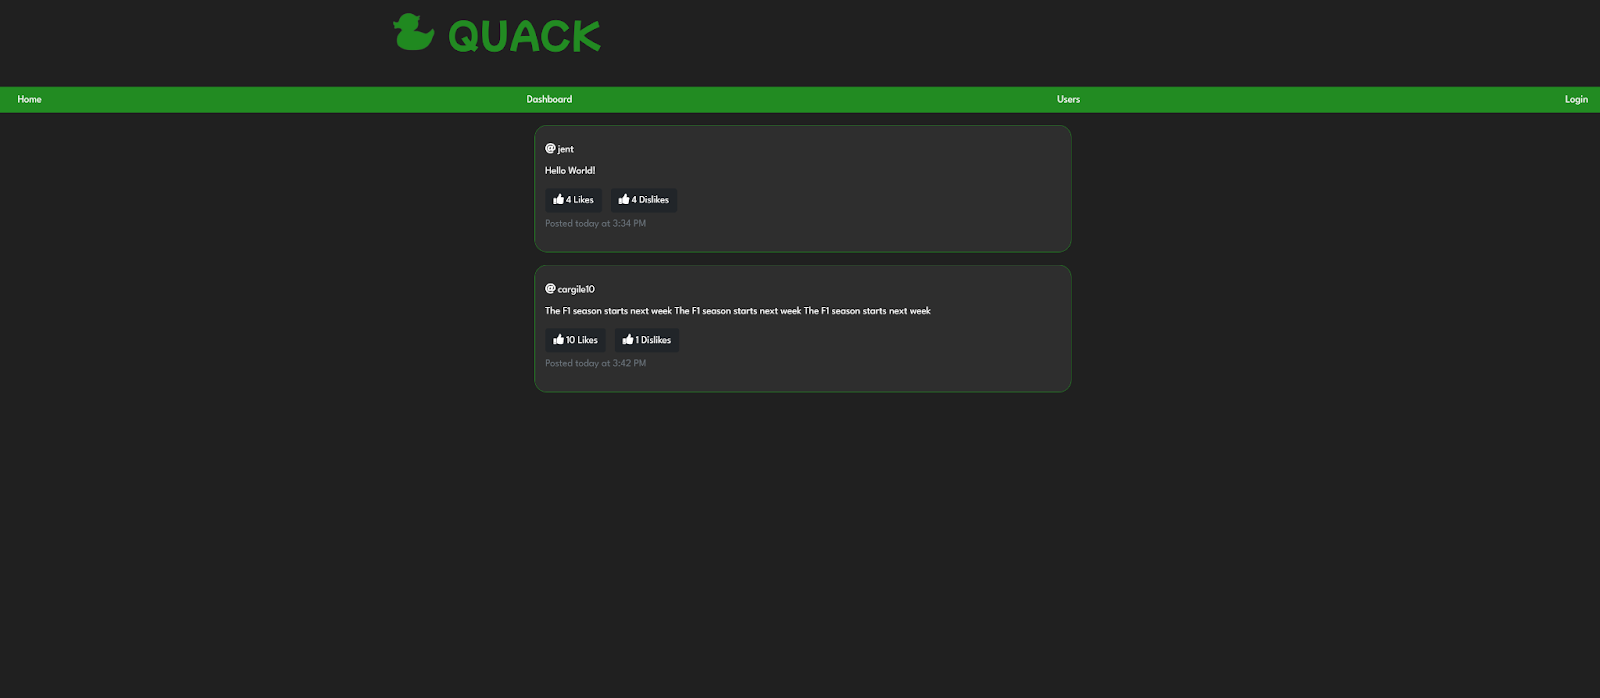 QUACK
Home Dashboard Users Login
@ jent
Hello World!
4 Likes 4 Dislikes
Posted today at 3:34 PM
@ cargile10
The F1 season starts next week The F1 season starts next week The F1 season starts next week
10 Likes 1 Dislikes
Posted today at 3:42 PM